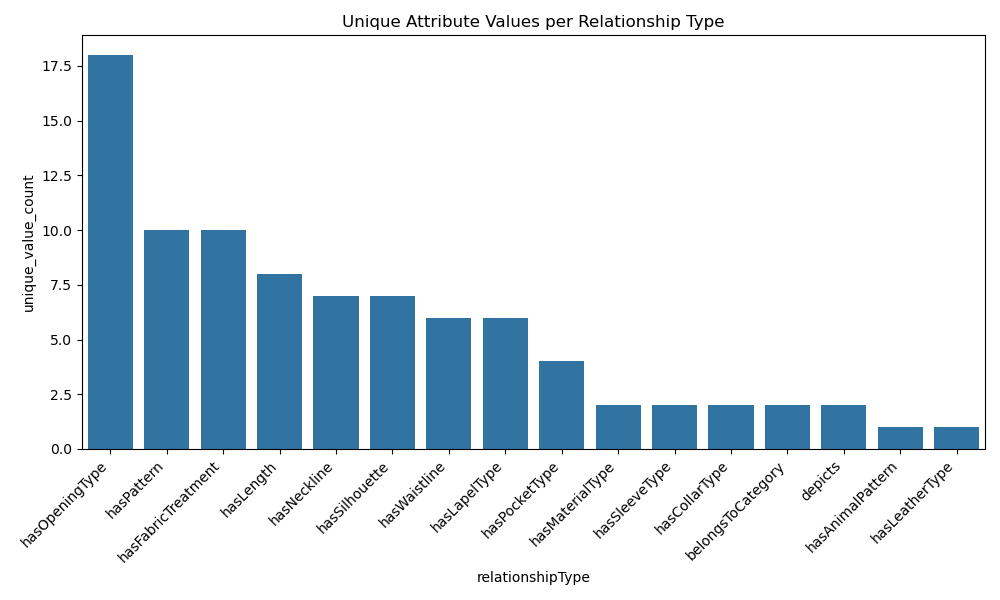 Unique Attribute Values per Relationship Type
unique_value_count
17.5
15.0
12.5
10.0
7.5
5.0
2.5
0.0
hasOpeningType
hasPattern
hasFabricTreatment
hasLength
hasNeckline
hasSilhouette
hasWaistline
hasLapelType
hasPocketType
hasMaterialType
hasSleeveType
hasCollarType
belongsToCategory
depicts
hasAnimalPattern
hasLeatherType
relationshipType